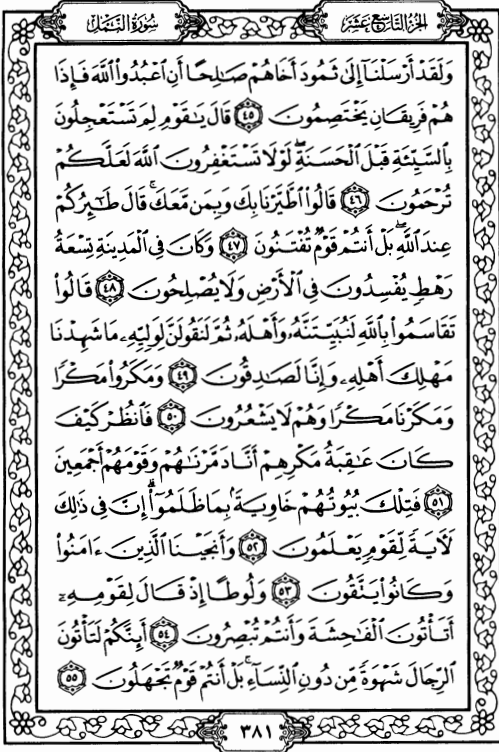 الجزء التاسع عشر
سورة النمل
وَلَقَدْ أَرْسَلْنَآ إِلَىٰ ثَمُودَ أَخَاهُمْ صَٰلِحًا أَنِ ٱعْبُدُوا۟ ٱللَّهَ فَإِذَا
هُمْ فَرِيقَانِ يَخْتَصِمُونَ ٤٥ قَالَ يَٰقَوْمِ لِمَ تَسْتَعْجِلُونَ
بِٱلسَّيِّئَةِ قَبْلَ ٱلْحَسَنَةِ ۖ لَوْلَا تَسْتَغْفِرُونَ ٱللَّهَ لَعَلَّكُمْ
تُرْحَمُونَ ٤٦ قَالُوا۟ ٱطَّيَّرْنَا بِكَ وَبِمَن مَّعَكَ ۚ قَالَ طَٰٓئِرُكُمْ
عِندَ ٱللَّهِ ۖ بَلْ أَنتُمْ قَوْمٌ تُفْتَنُونَ ٤٧ وَكَانَ فِى ٱلْمَدِينَةِ تِسْعَةُ
رَهْطٍ يُفْسِدُونَ فِى ٱلْأَرْضِ وَلَا يُصْلِحُونَ ٤٨ قَالُوا۟
تَقَاسَمُوا۟ بِٱللَّهِ لَنُبَيِّتَنَّهُۥ وَأَهْلَهُۥ ثُمَّ لَنَقُولَنَّ لِوَلِيِّهِۦ مَا شَهِدْنَا
مَهْلِكَ أَهْلِهِۦ وَإِنَّا لَصَٰدِقُونَ ٤٩ وَمَكَرُوا۟ مَكْرًا
وَمَكَرْنَا مَكْرًا وَهُمْ لَا يَشْعُرُونَ ٥٠ فَٱنظُرْ كَيْفَ
كَانَ عَٰقِبَةُ مَكْرِهِمْ أَنَّا دَمَّرْنَٰهُمْ وَقَوْمَهُمْ أَجْمَعِينَ
٥١ فَتِلْكَ بُيُوتُهُمْ خَاوِيَةًۢ بِمَا ظَلَمُوٓا۟ ۗ إِنَّ فِى ذَٰلِكَ
لَءَايَةً لِّقَوْمٍ يَعْلَمُونَ ٥٢ وَأَنجَيْنَا ٱلَّذِينَ ءَامَنُوا۟
وَكَانُوا۟ يَتَّقُونَ ٥٣ وَلُوطًا إِذْ قَالَ لِقَوْمِهِۦٓ
أَتَأْتُونَ ٱلْفَٰحِشَةَ وَأَنتُمْ تُبْصِرُونَ ٥٤ أَئِنَّكُمْ لَتَأْتُونَ
ٱلرِّجَالَ شَهْوَةً مِّن دُونِ ٱلنِّسَآءِ ۚ بَلْ أَنتُمْ قَوْمٌ تَجْهَلُونَ ٥٥
٣٨١